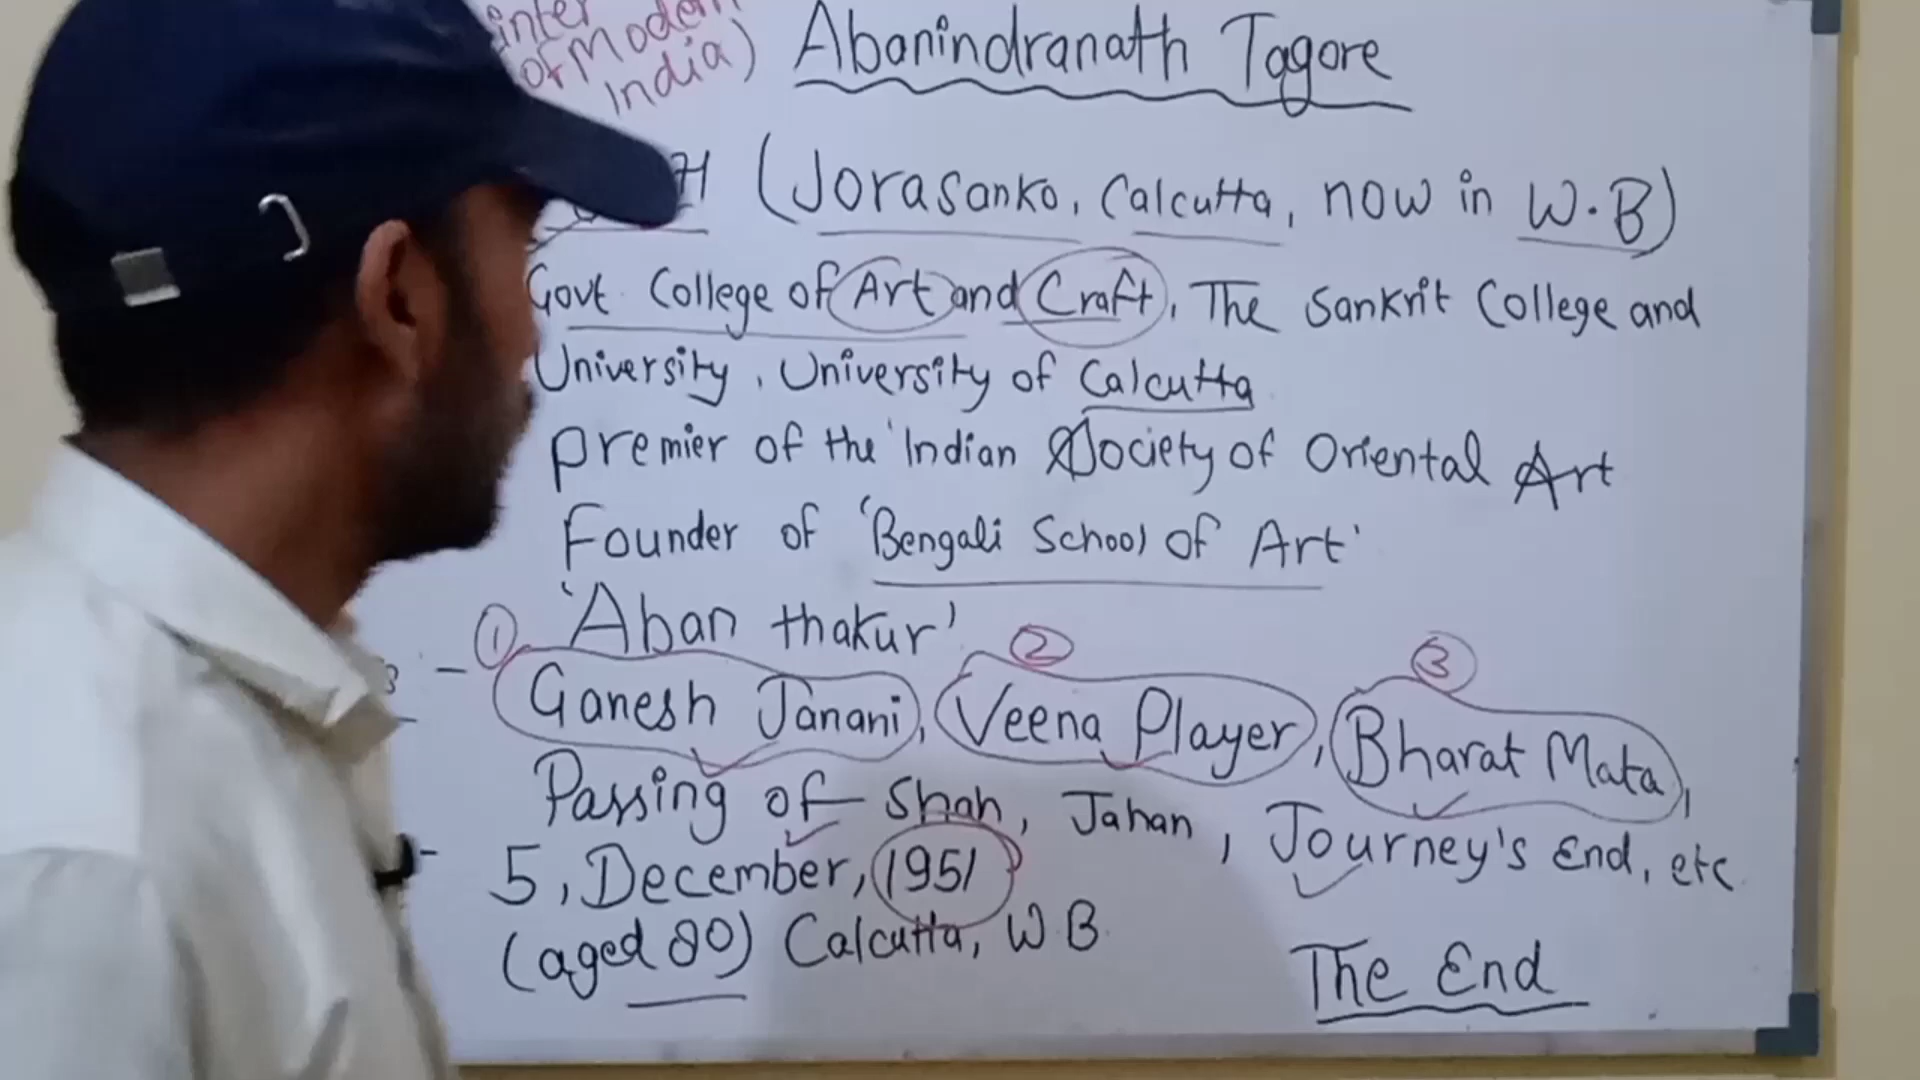 inter
of Modern
India)
Abanindranath Tagore
(Jorasanko, Calcutta, now in W.B)
Govt College of Art and Craft, The Sankrit College and
University, University of Calcutta
Premier of the 'Indian Society of Oriental Art
Founder of 'Bengali School of Art'
'Aban thakur'
① ② ③
Ganesh Janani, Veena Player, Bharat Mata,
Passing of Shah, Jahan, Journey's End, etc
5, December, 1951
(aged 80) Calcutta, W.B.
The End